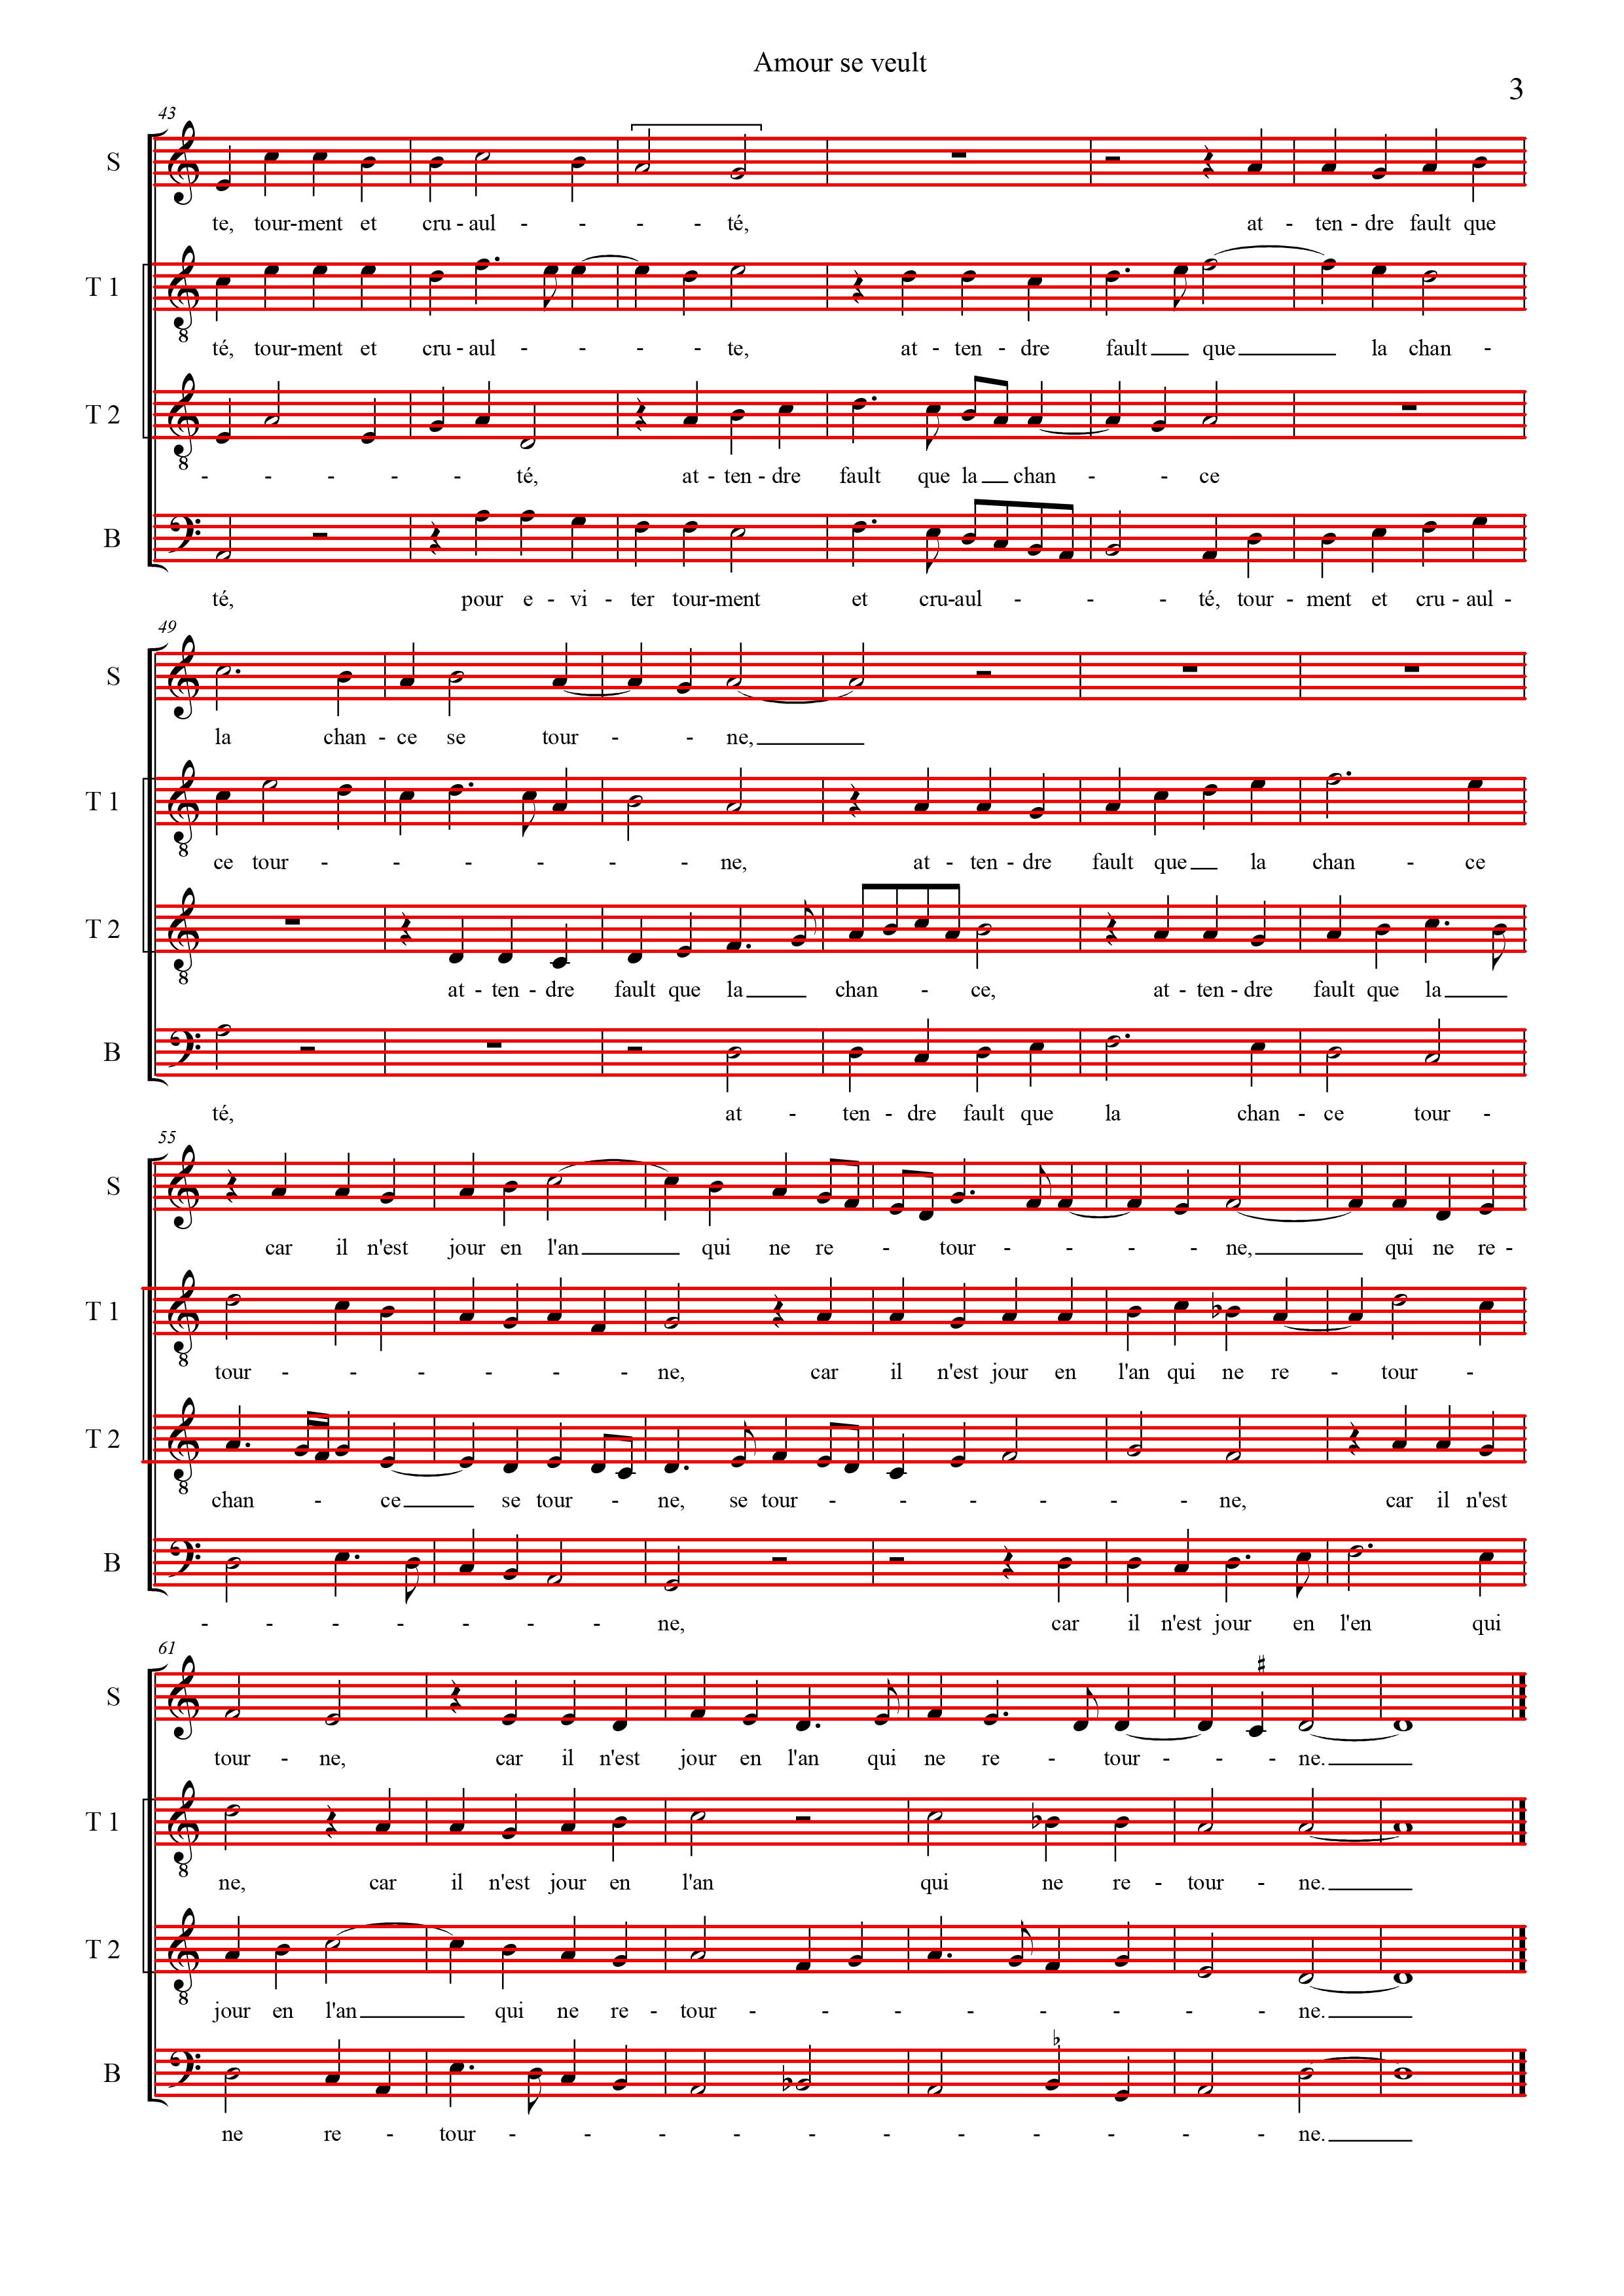 Amour se veult
3
43
S
te, tour-ment et cru - aul - - - té, at - ten - dre fault que
T 1
té, tour-ment et cru - aul - - - te, at - ten - dre fault que la chan -
8
T 2
- - - - - té, at - ten - dre fault que la chan - - ce
8
B
té, pour e - vi - ter tour-ment et cru-aul - - - té, tour - ment et cru - aul -
49
S
la chan - ce se tour - - ne,
T 1
ce tour - - - - - - ne, at - ten - dre fault que la chan - ce
8
T 2
at - ten - dre fault que la chan - - ce, at - ten - dre fault que la
8
B
té, at - ten - dre fault que la chan - ce tour -
55
S
car il n'est jour en l'an qui ne re - - tour - - - - ne, qui ne re -
T 1
tour - - - - - - ne, car il n'est jour en l'an qui ne re - tour -
8
T 2
chan - - ce se tour - - ne, se tour - - - - - - ne, car il n'est
8
B
- - - - - - - ne, car il n'est jour en l'en qui
61
S
♯
tour - ne, car il n'est jour en l'an qui ne re - tour - - - ne.
T 1
ne, car il n'est jour en l'an qui ne re - tour - ne.
8
T 2
jour en l'an qui ne re - tour - - - - - - - - ne.
8
B
♭
ne re - tour - - - - - - - - - - - ne.